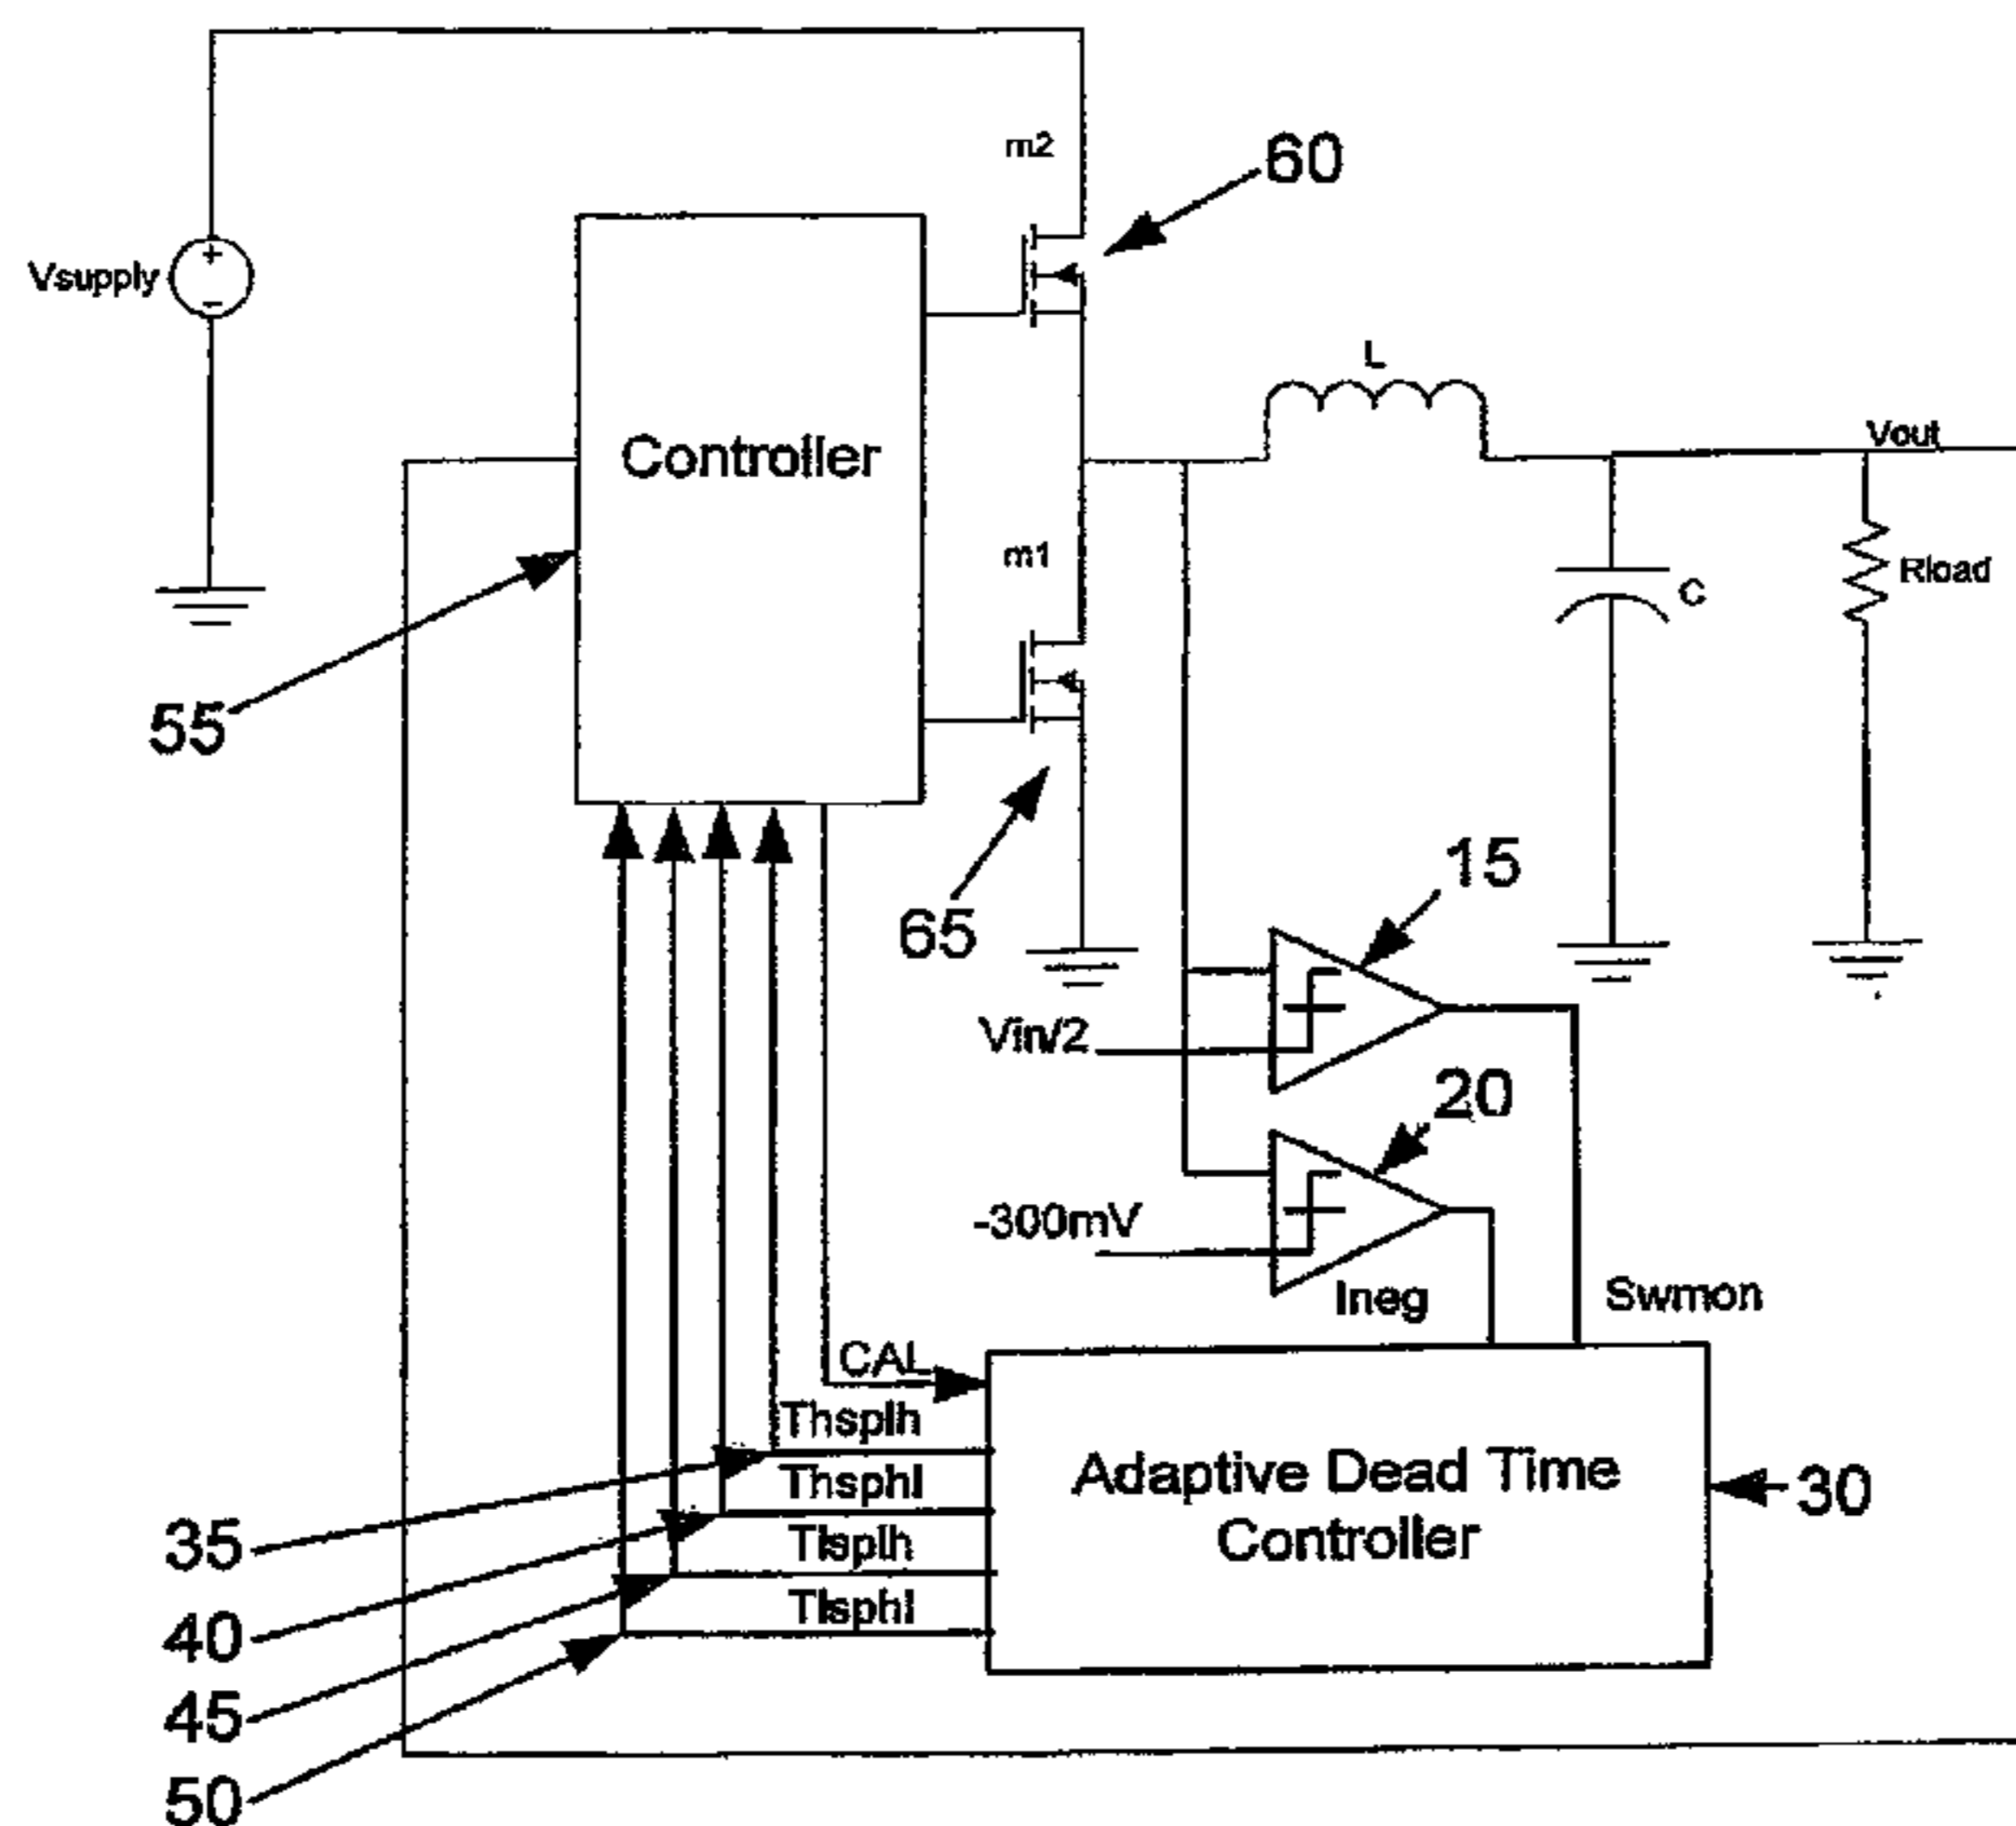 m2
60
Vsupply
+
-
L
Controller
Vout
m1
Rload
C
55
65
15
Vin/2
20
-300mV
Ineg
Swmon
CAL
Thsplh
Thsphl
Adaptive Dead Time
Controller
30
35
Tlsplh
40
Tlsphl
45
50